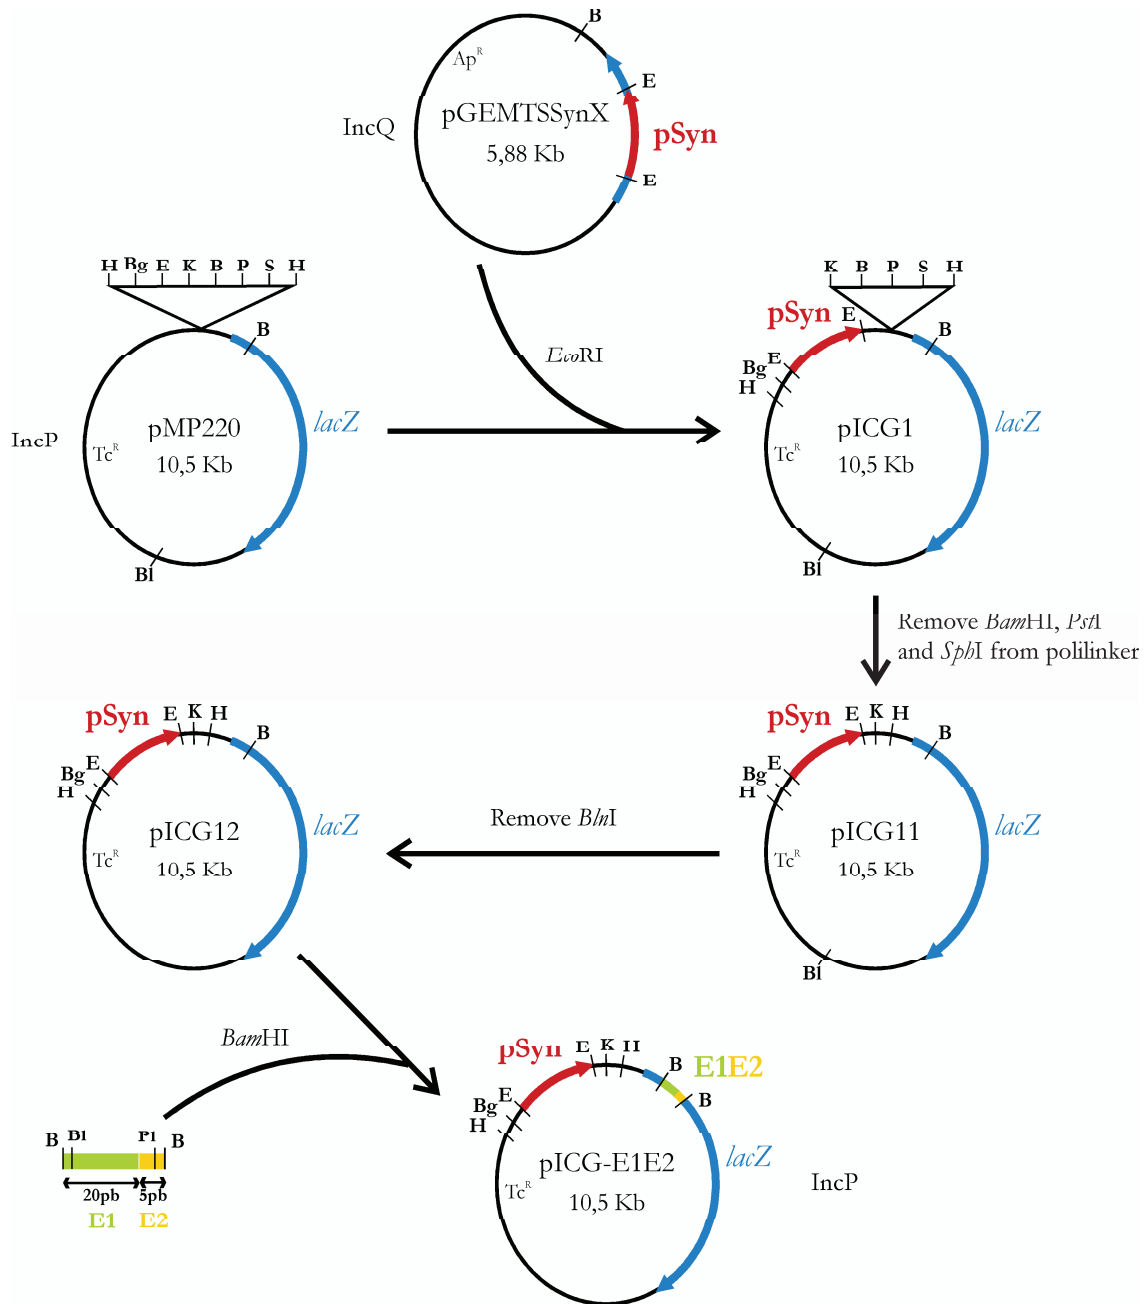 B
Ap^R
E
pGEMTSSynX
IncQ
pSyn
5,88 Kb
E
H Bg E K B P S H
K B P S H
pSyn
E
B
B
EcoRI
E
Bg
H
pMP220
lacZ
pICG1
lacZ
IncP
Tc^R
10,5 Kb
Tc^R
10,5 Kb
Bl
Bl
Remove BamHI, PstI
and SphI from polilinker
pSyn
E K H
B
pSyn
E K H
B
E
Bg
H
E
Bg
H
Remove BlnI
pICG12
lacZ
pICG11
lacZ
Tc^R
10,5 Kb
Tc^R
10,5 Kb
Bl
BamHI
pSyn
E K H
B
E1E2
E
B
Bg
H
B Bl Pl B
pICG-E1E2
lacZ
IncP
Tc^R
10,5 Kb
20pb 5pb
E1 E2